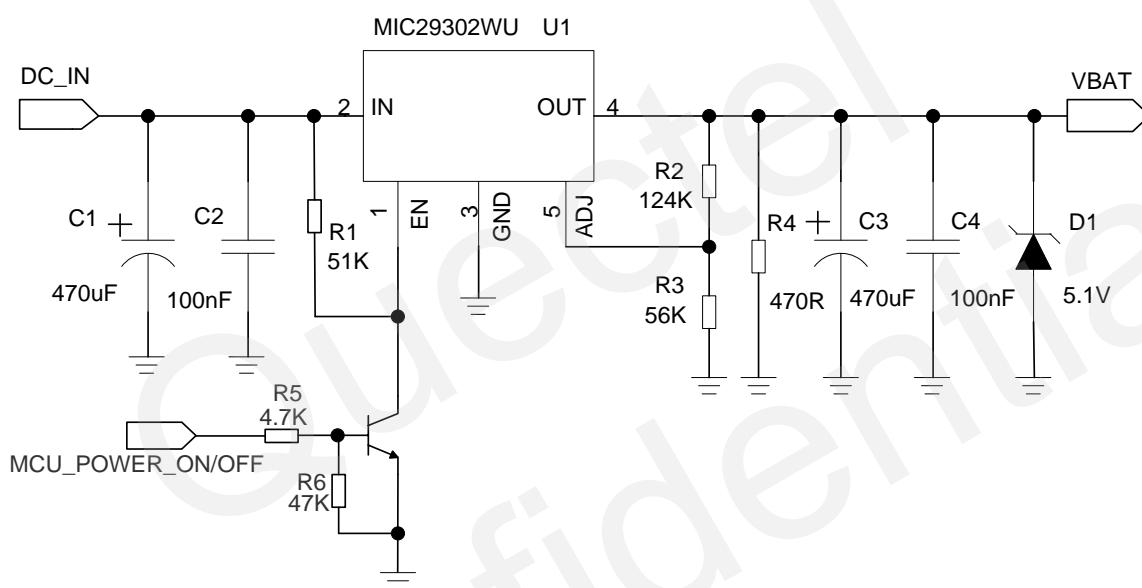 MIC29302WU U1
DC_IN
VBAT
2
IN
OUT
4
1
EN
3
GND
5
ADJ
R2
124K
C1
+
470uF
C2
100nF
R1
51K
R4
470R
+
C3
470uF
C4
100nF
D1
5.1V
R3
56K
R5
4.7K
MCU_POWER_ON/OFF
R6
47K
Quectel
Confidential